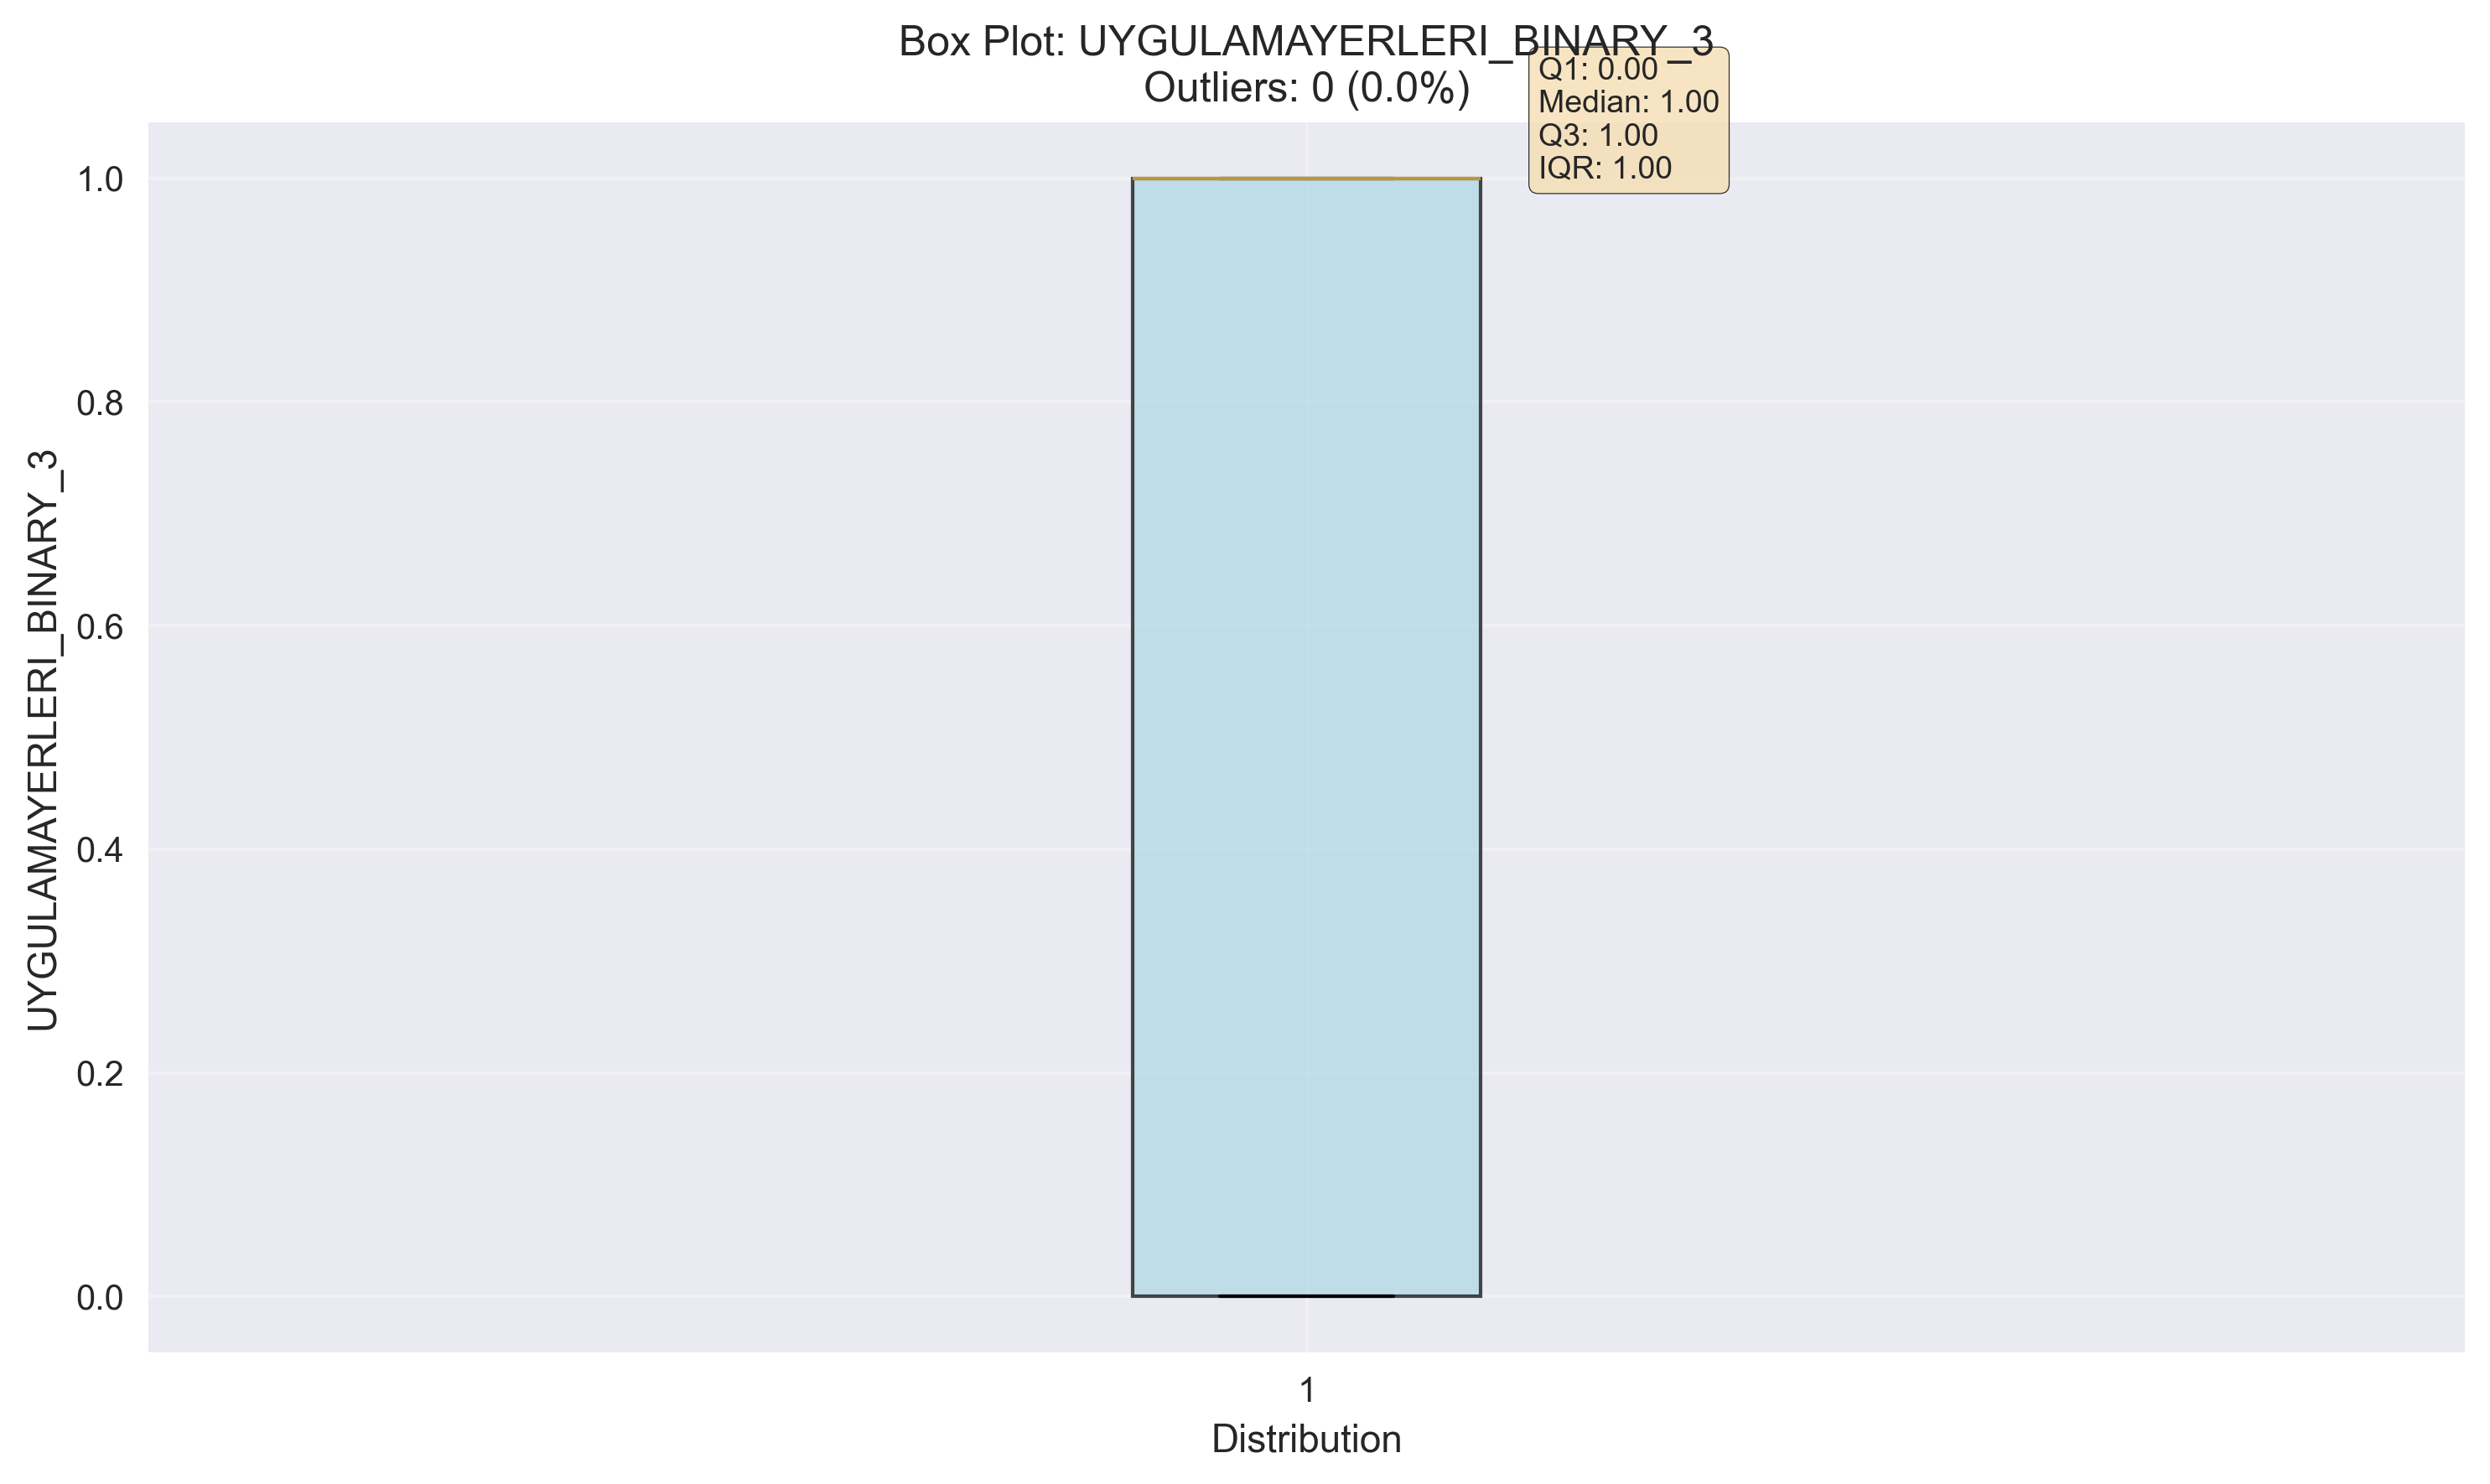 Box Plot: UYGULAMAYERLERI_BINARY_3
Outliers: 0 (0.0%)
Q1: 0.00
Median: 1.00
Q3: 1.00
IQR: 1.00
UYGULAMAYERLERI_BINARY_3
1.0
0.8
0.6
0.4
0.2
0.0
1
Distribution